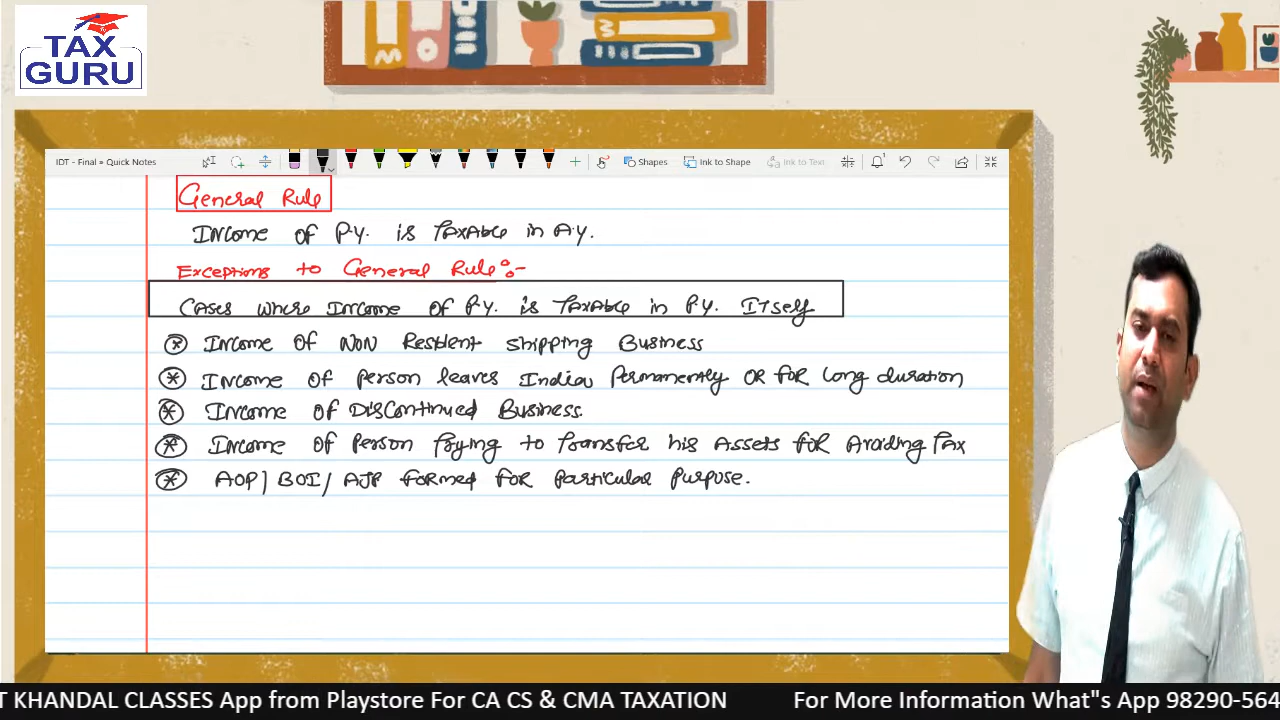 TAX
GURU
IDT - Final » Quick Notes
Shapes
Ink to Shape
Ink to Text
General Rule
Income of P.Y. is Taxable in A.Y.
Exceptions to General Rule:-
Cases where Income of P.Y. is Taxable in P.Y. Itself
Income of Non Resident shipping Business
Income of person leaves India Permanently OR for long duration
Income of Discontinued Business
Income of Person Trying to Transfer his Assets for Avoiding Tax
AOP/ BOI/ AJP formed for Particular Purpose.
T KHANDAL CLASSES App from Playstore For CA CS & CMA TAXATION For More Information What"s App 98290-564